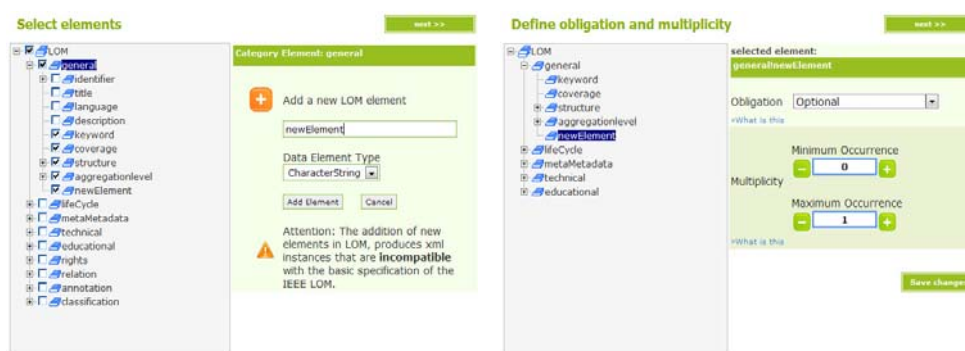 Select elements
next >>
LOM
general
identifier
title
language
description
keyword
coverage
structure
aggregationlevel
newElement
lifeCycle
metaMetadata
technical
educational
rights
relation
annotation
classification
Category Element: general
Add a new LOM element
newElement
Data Element Type
CharacterString
Add Element Cancel
Attention: The addition of new
elements in LOM, produces xml
instances that are incompatible
with the basic specification of the
IEEE LOM.
Define obligation and multiplicity
next >>
LOM
general
keyword
coverage
structure
aggregationlevel
newElement
lifeCycle
metaMetadata
technical
educational
selected element:
general!newElement
Obligation Optional
»What is this
Minimum Occurrence
0
Multiplicity
Maximum Occurrence
1
»What is this
Save changes